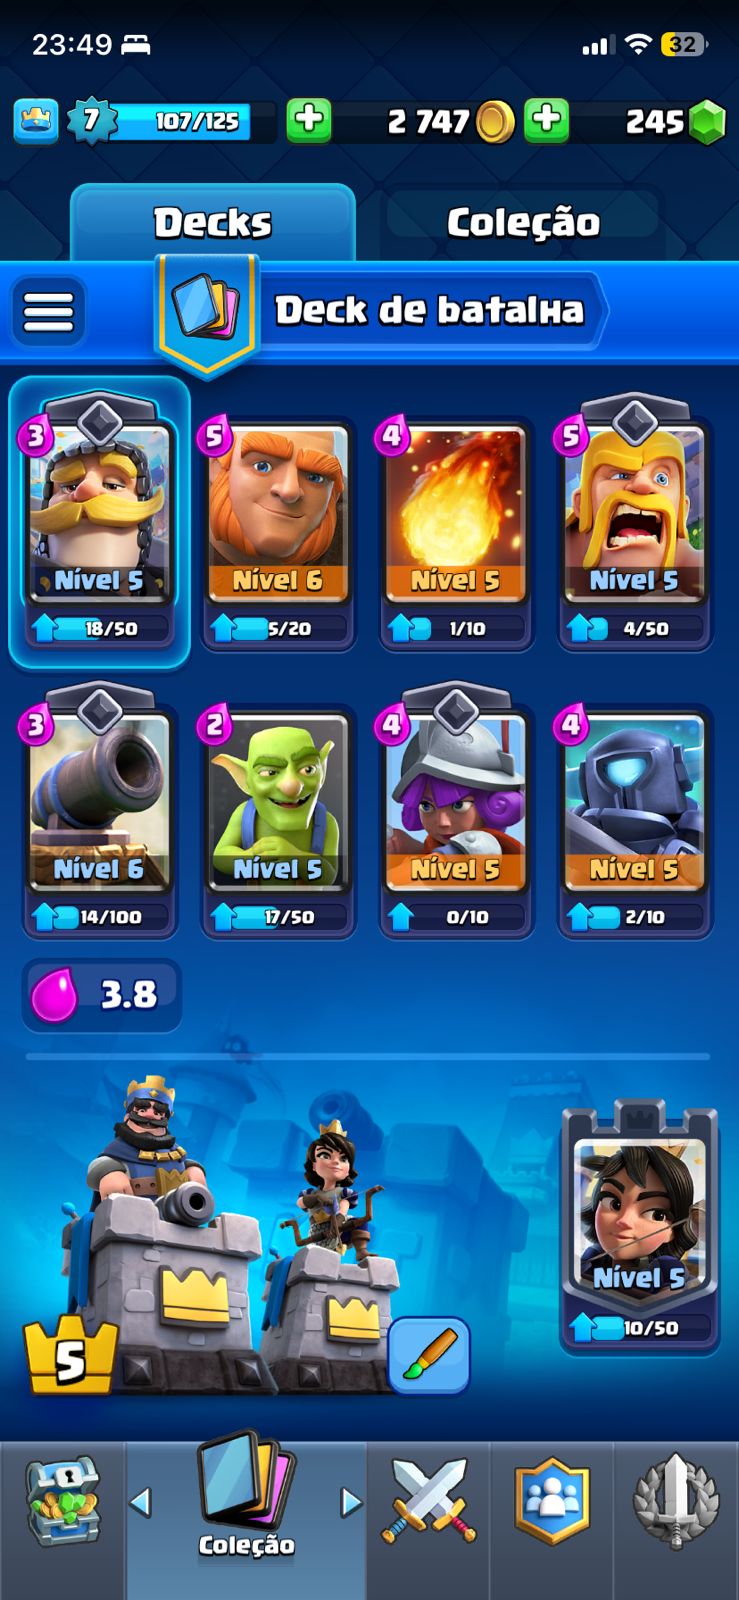 23:49
32
7
107/125
2 747
245
Decks
Coleção
Deck de batalha
3
5
4
5
Nível 5
Nível 6
Nível 5
Nível 5
18/50
5/20
1/10
4/50
3
2
4
4
Nível 6
Nível 5
Nível 5
Nível 5
14/100
17/50
0/10
2/10
3.8
Nível 5
10/50
5
Coleção